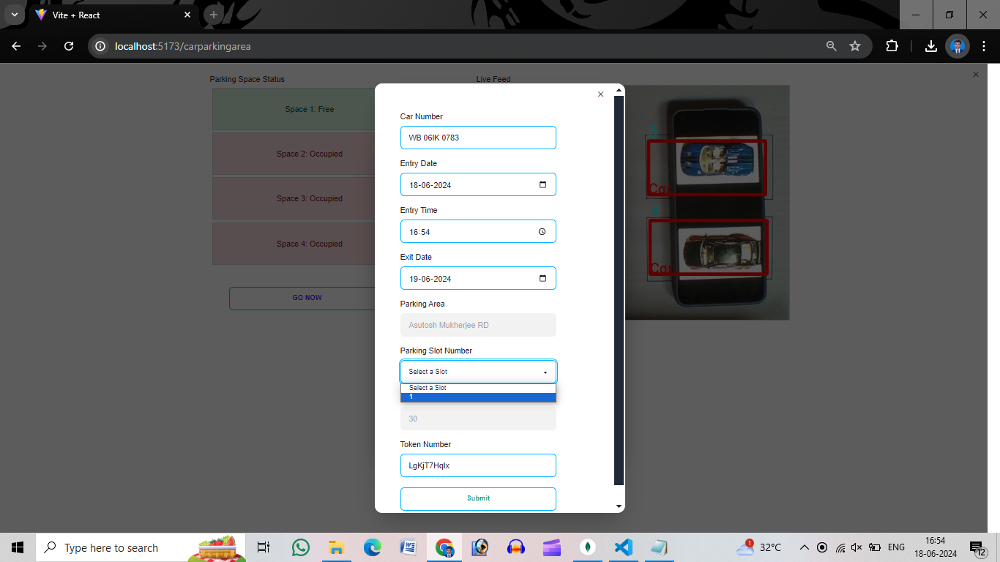 Vite + React
localhost:5173/carparkingarea
Parking Space Status
Space 1: Free
Space 2: Occupied
Space 3: Occupied
Space 4: Occupied
GO NOW
Live Feed
3
Car
4
Car
Car Number
WB 06IK 0783
Entry Date
18-06-2024
Entry Time
16:54
Exit Date
19-06-2024
Parking Area
Asutosh Mukherjee RD
Parking Slot Number
Select a Slot
Select a Slot
1
30
Token Number
Submit
Type here to search
1
32°C
ENG
16:54
18-06-2024
12